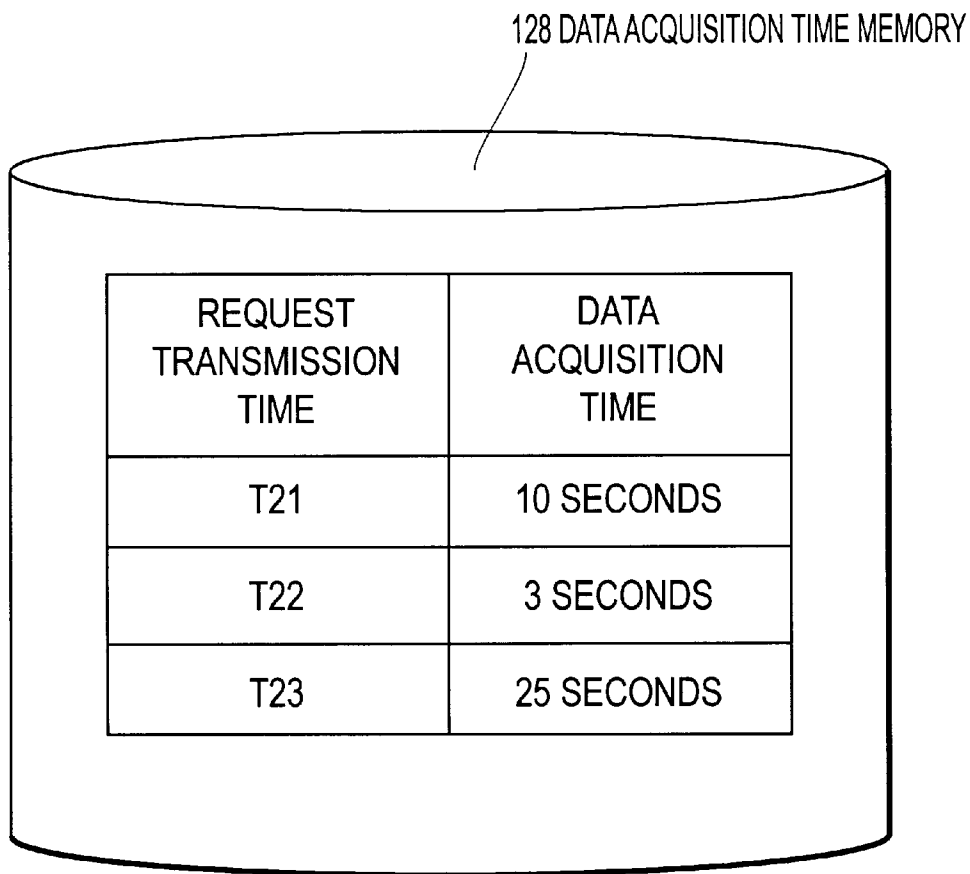 128 DATA ACQUISITION TIME MEMORY
REQUEST
TRANSMISSION
TIME
DATA
ACQUISITION
TIME
T21
10 SECONDS
T22
3 SECONDS
T23
25 SECONDS